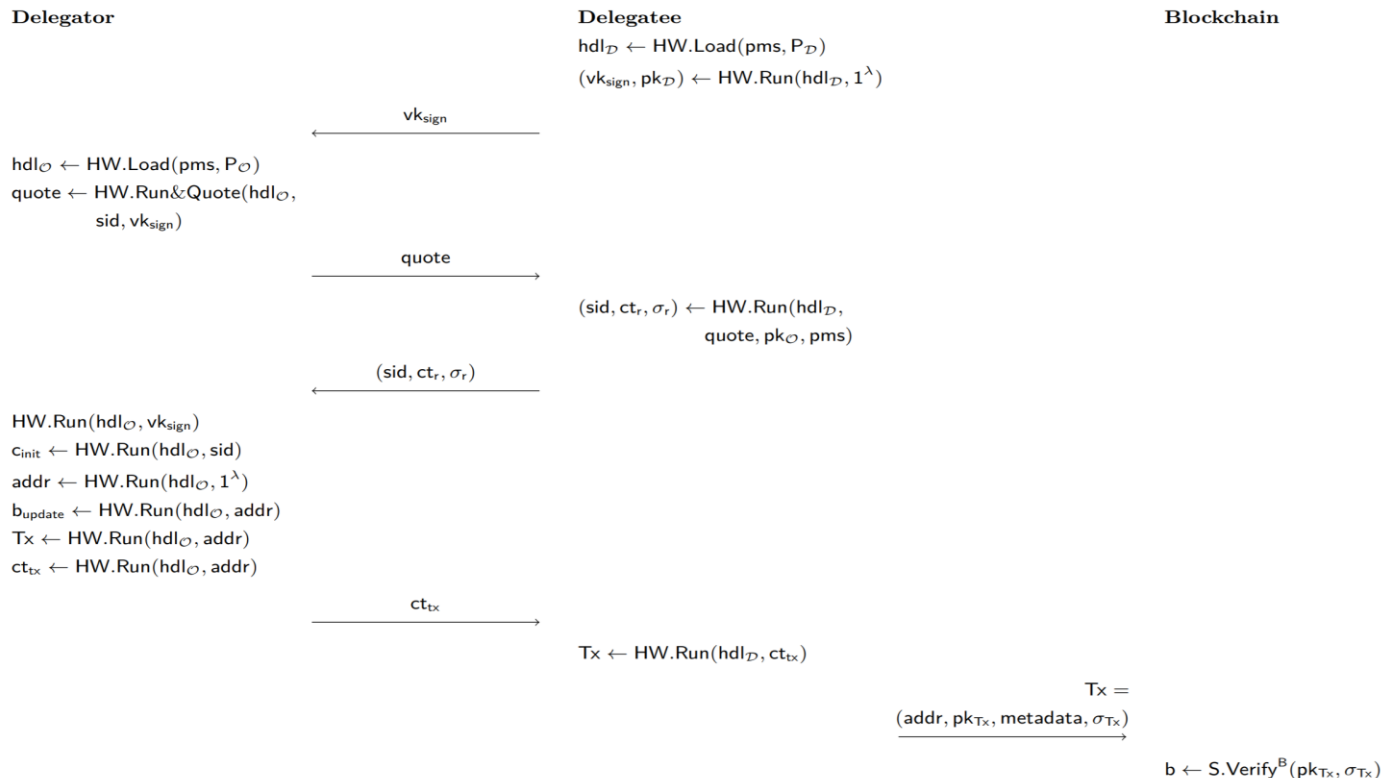 Delegator Delegatee Blockchain
hdl_𝒟 ← HW.Load(pms, P_𝒟)
(vk_sign, pk_𝒟) ← HW.Run(hdl_𝒟, 1^λ)
vk_sign
hdl_𝒪 ← HW.Load(pms, P_𝒪)
quote ← HW.Run&Quote(hdl_𝒪,
sid, vk_sign)
quote
(sid, ct_r, σ_r) ← HW.Run(hdl_𝒟,
quote, pk_𝒪, pms)
(sid, ct_r, σ_r)
HW.Run(hdl_𝒪, vk_sign)
c_init ← HW.Run(hdl_𝒪, sid)
addr ← HW.Run(hdl_𝒪, 1^λ)
b_update ← HW.Run(hdl_𝒪, addr)
Tx ← HW.Run(hdl_𝒪, addr)
ct_tx ← HW.Run(hdl_𝒪, addr)
ct_tx
Tx ← HW.Run(hdl_𝒟, ct_tx)
Tx =
(addr, pk_Tx, metadata, σ_Tx)
b ← S.Verify^B(pk_Tx, σ_Tx)